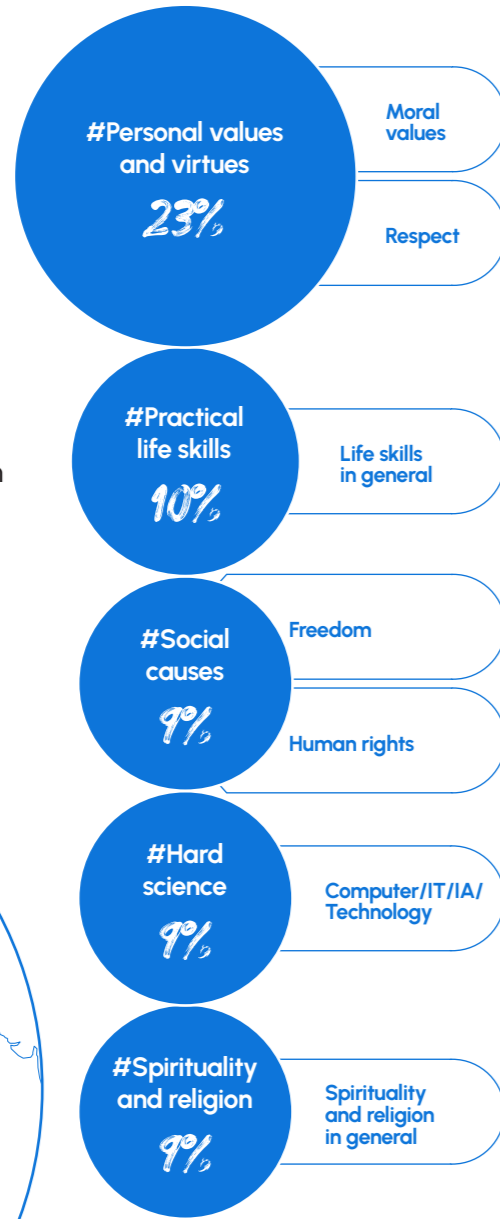 #Personal values
and virtues
23%
Moral
values
Respect
#Practical
life skills
10%
Life skills
in general
#Social
causes
9%
Freedom
Human rights
#Hard
science
9%
Computer/IT/IA/
Technology
#Spirituality
and religion
9%
Spirituality
and religion
in general